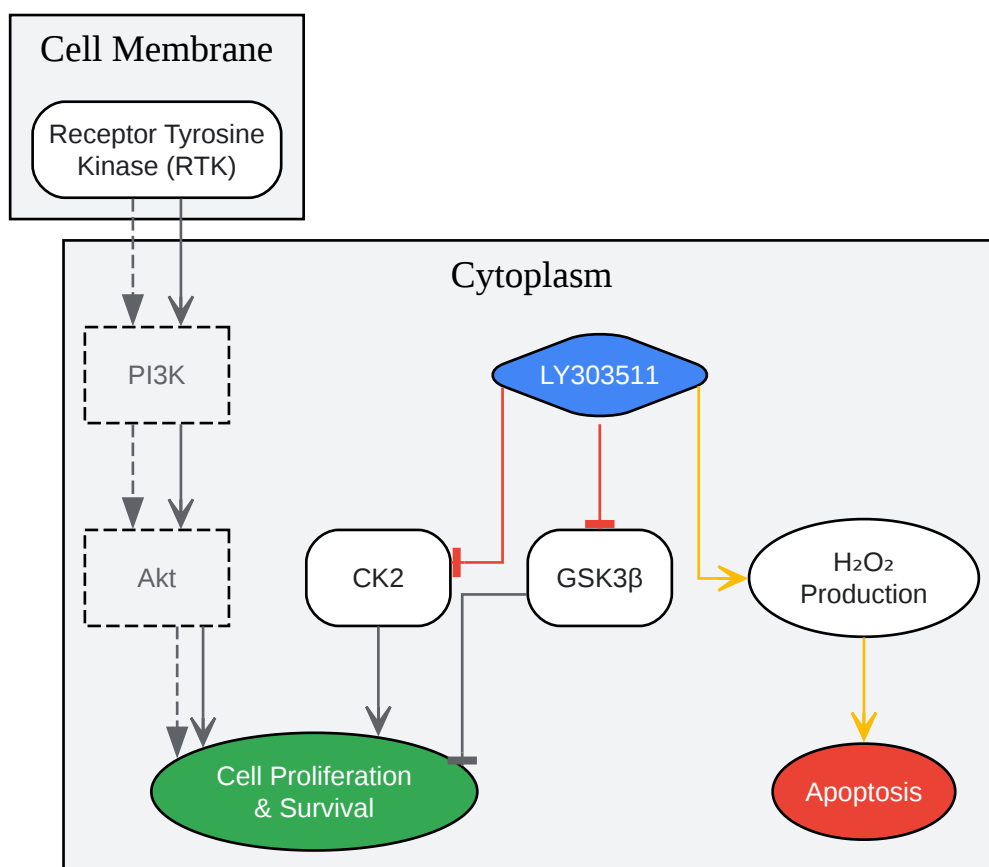 Cell Membrane
Receptor Tyrosine
Kinase (RTK)
Cytoplasm
PI3K
LY303511
Akt
CK2
GSK3β
H₂O₂
Production
Cell Proliferation
& Survival
Apoptosis